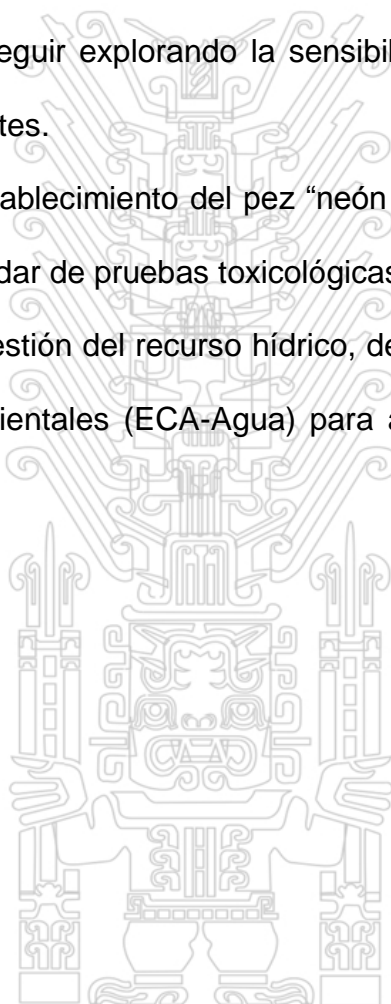 eguir explorando la sensibil
tes.
ablecimiento del pez “neón
dar de pruebas toxicológicas
estión del recurso hídrico, de
ientales (ECA-Agua) para a